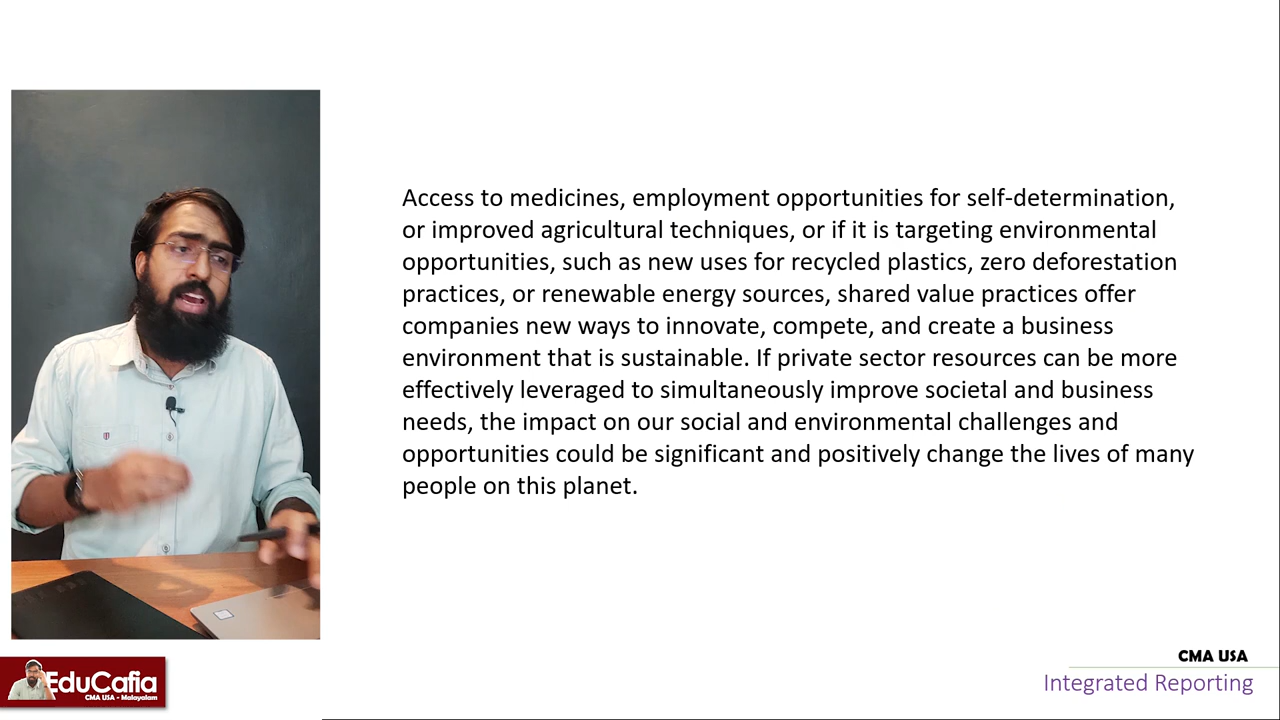 Access to medicines, employment opportunities for self-determination,
or improved agricultural techniques, or if it is targeting environmental
opportunities, such as new uses for recycled plastics, zero deforestation
practices, or renewable energy sources, shared value practices offer
companies new ways to innovate, compete, and create a business
environment that is sustainable. If private sector resources can be more
effectively leveraged to simultaneously improve societal and business
needs, the impact on our social and environmental challenges and
opportunities could be significant and positively change the lives of many
people on this planet.
EduCafia
CMA USA - Malayalam
CMA USA
Integrated Reporting